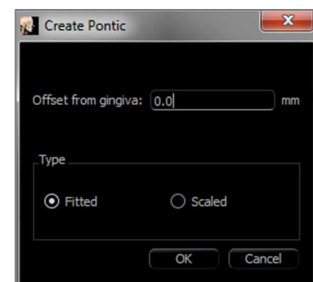 Create Pontic
Offset from gingiva: 0.0 mm
Type
Fitted Scaled
OK Cancel